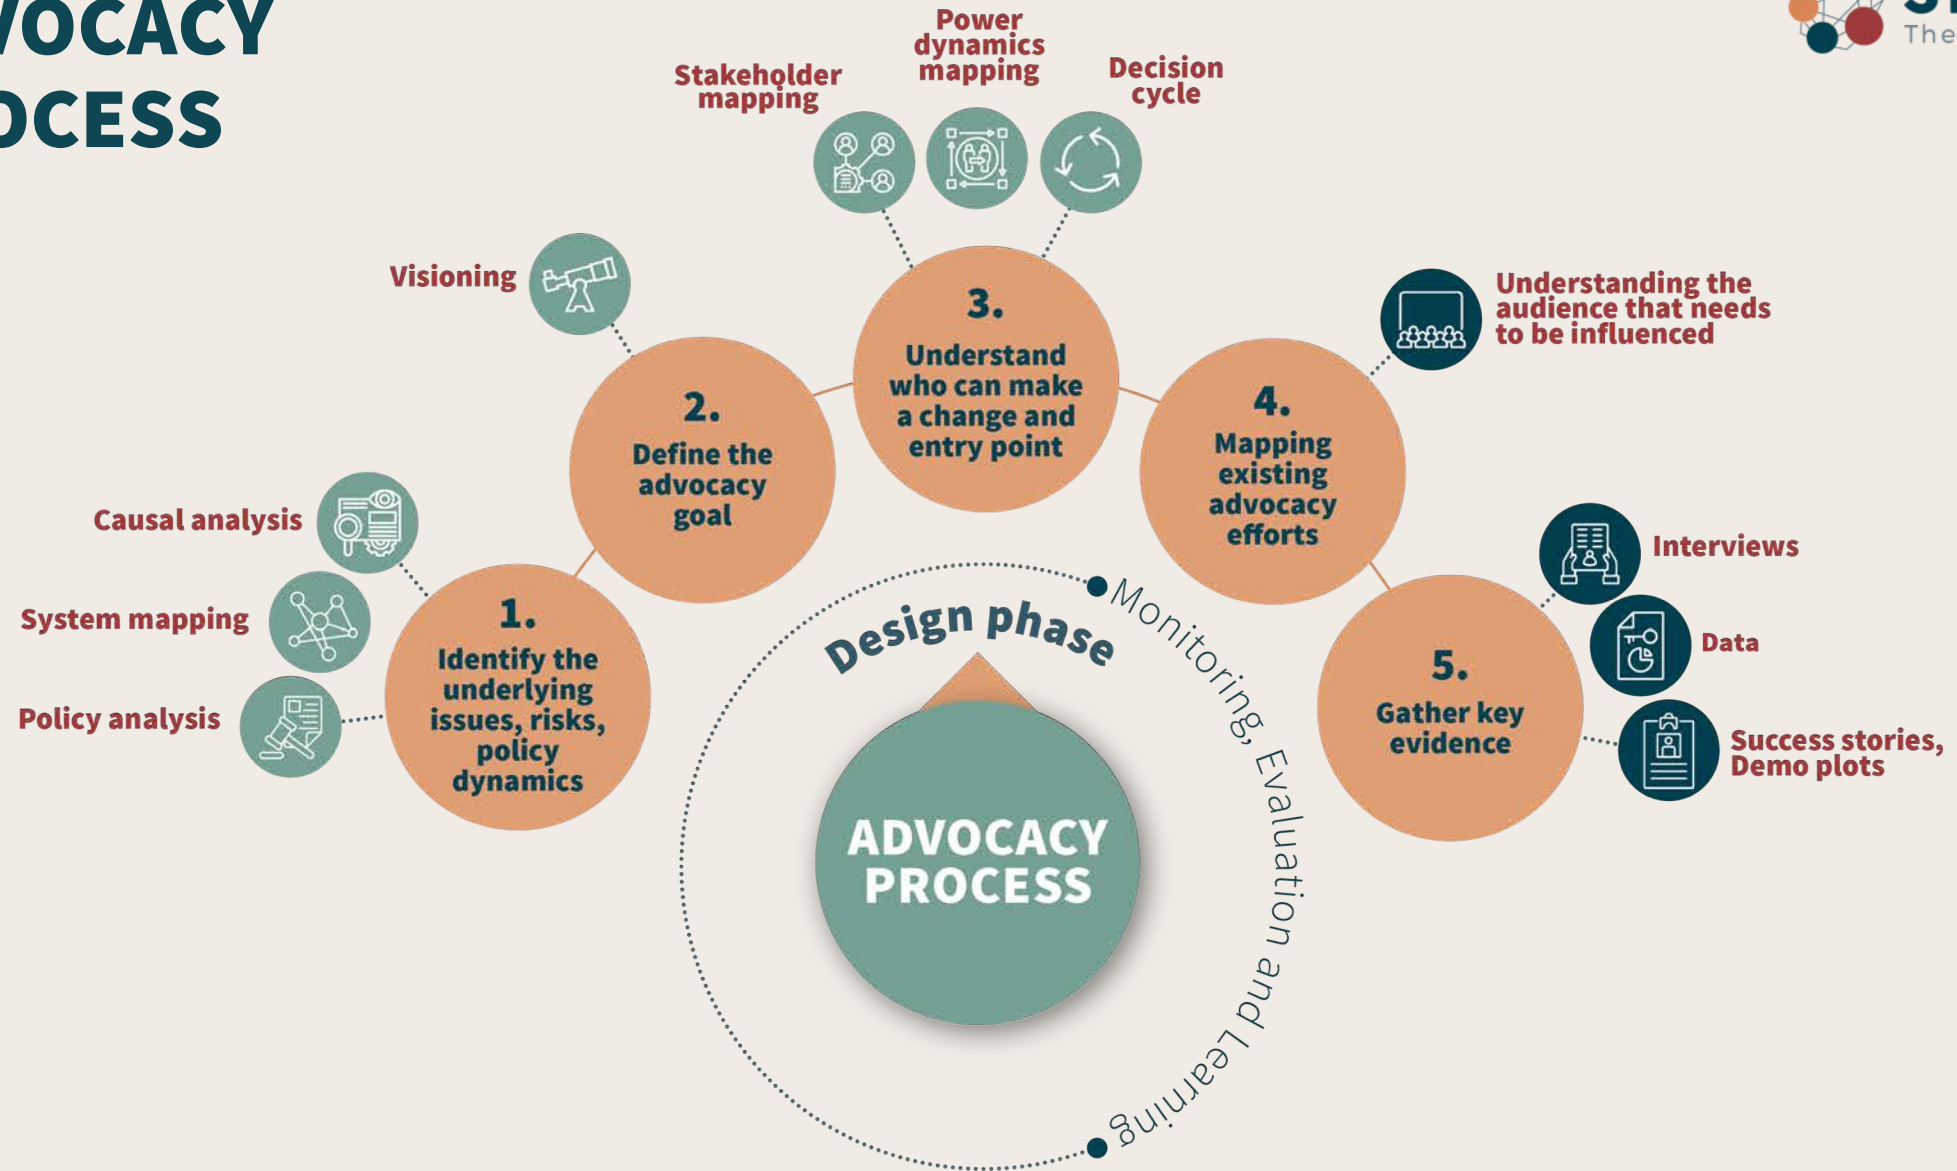 VOCACY
OCESS
The
Power
dynamics
mapping
Stakeholder
mapping
Decision
cycle
Visioning
Understanding the
audience that needs
to be influenced
3.
Understand
who can make
a change and
entry point
2.
Define the
advocacy
goal
4.
Mapping
existing
advocacy
efforts
Causal analysis
System mapping
Policy analysis
1.
Identify the
underlying
issues, risks,
policy
dynamics
5.
Gather key
evidence
Interviews
Data
Success stories,
Demo plots
Design phase
Monitoring, Evaluation and Learning
ADVOCACY
PROCESS